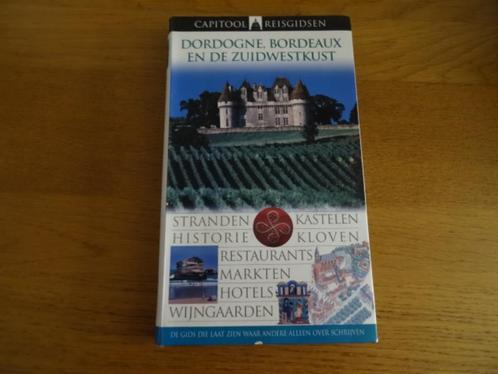 CAPITOOL REISGIDSEN
DORDOGNE, BORDEAUX
EN DE ZUIDWESTKUST
STRANDEN KASTELEN
HISTORIE KLOVEN
RESTAURANTS
MARKTEN
HOTELS
WIJNGAARDEN
DE GIDS DIE LAAT ZIEN WAAR ANDERE ALLEEN OVER SCHRIJVEN